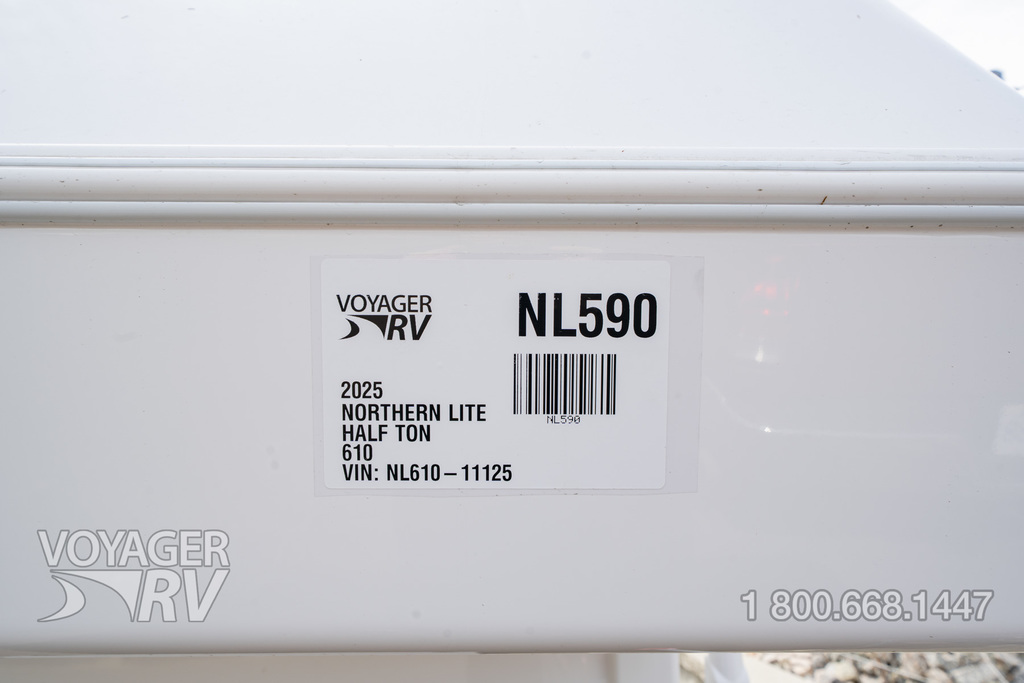 VOYAGER
RV
NL590
NL590
2025
NORTHERN LITE
HALF TON
610
VIN: NL610-11125
VOYAGER
RV
1 800.668.1447